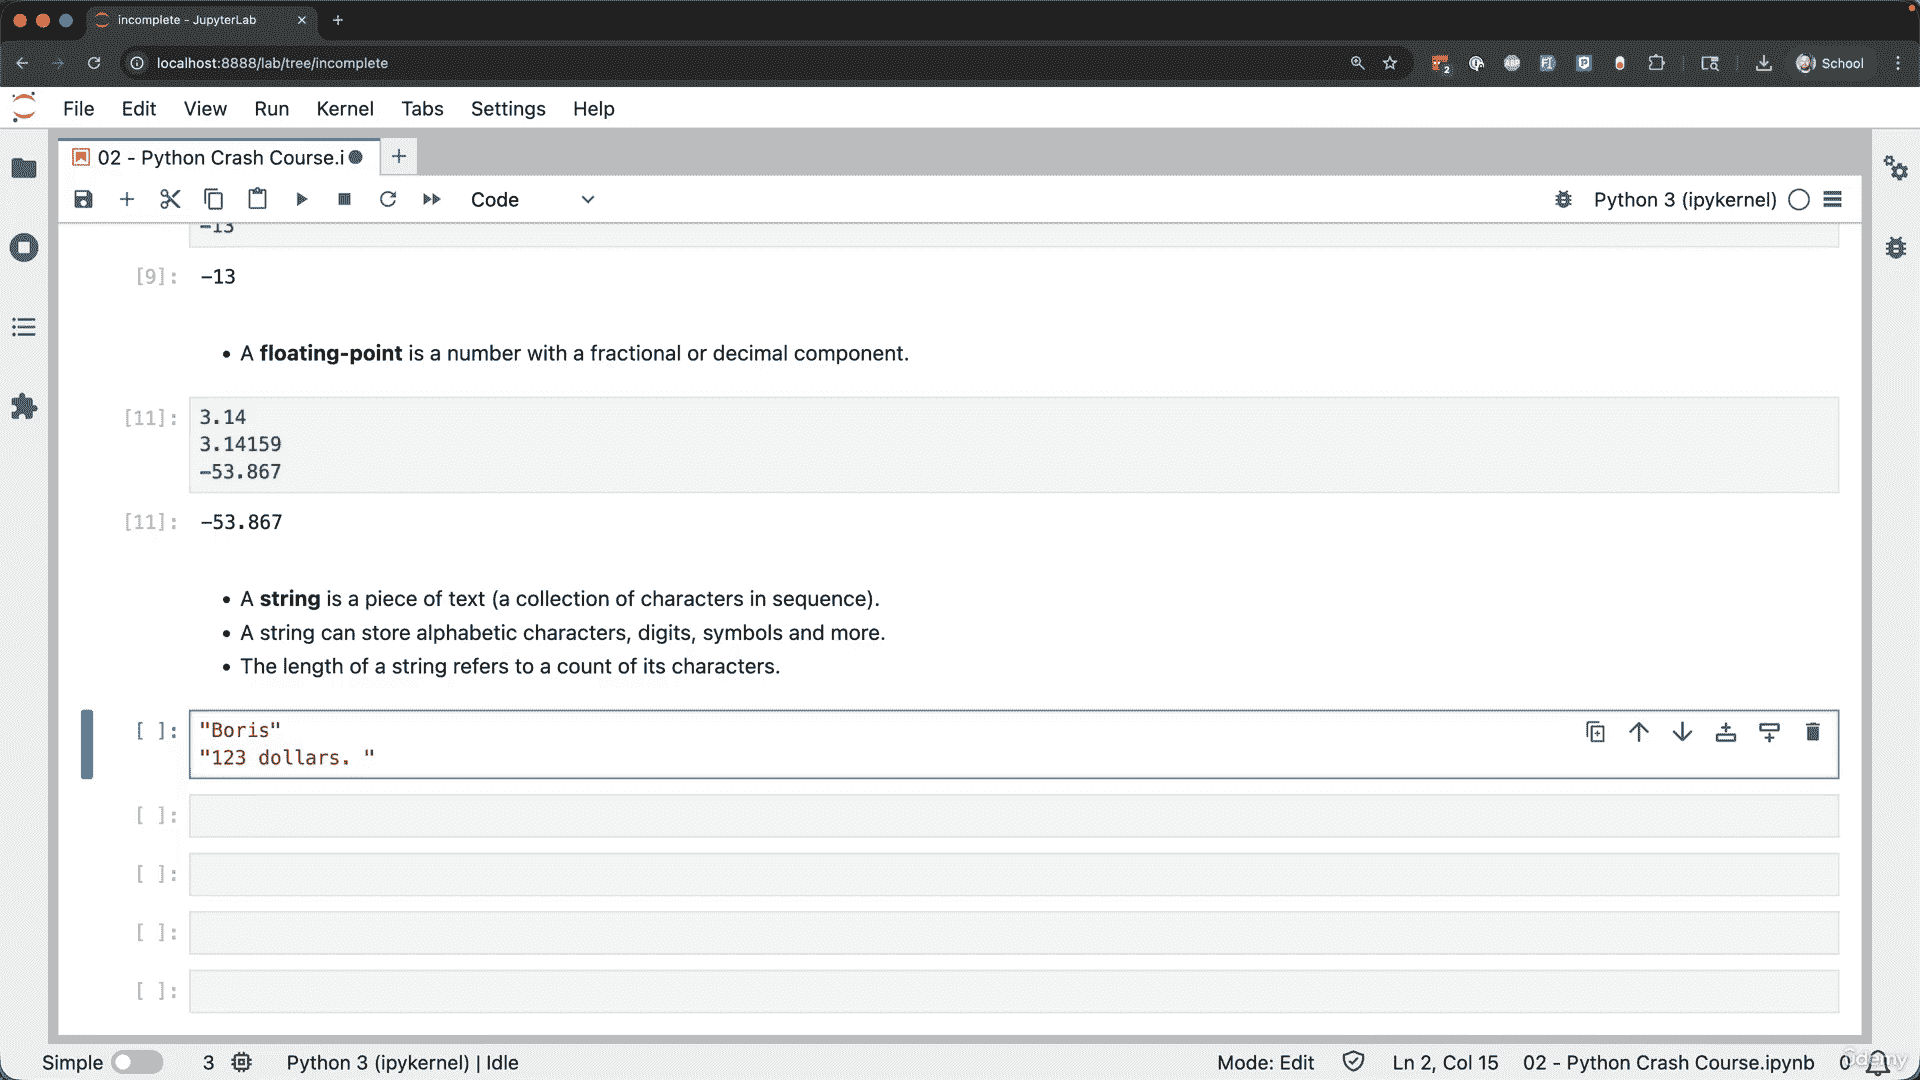 incomplete - JupyterLab
localhost:8888/lab/tree/incomplete
2
ABP
School
File Edit View Run Kernel Tabs Settings Help
02 - Python Crash Course.i
Code
Python 3 (ipykernel)
-13
[9]: -13
• A floating-point is a number with a fractional or decimal component.
[11]: 3.14
3.14159
-53.867
[11]: -53.867
• A string is a piece of text (a collection of characters in sequence).
• A string can store alphabetic characters, digits, symbols and more.
• The length of a string refers to a count of its characters.
[ ]: "Boris"
"123 dollars. "
[ ]:
[ ]:
[ ]:
[ ]:
Simple 3 Python 3 (ipykernel) | Idle Mode: Edit Ln 2, Col 15 02 - Python Crash Course.ipynb 0
Udemy